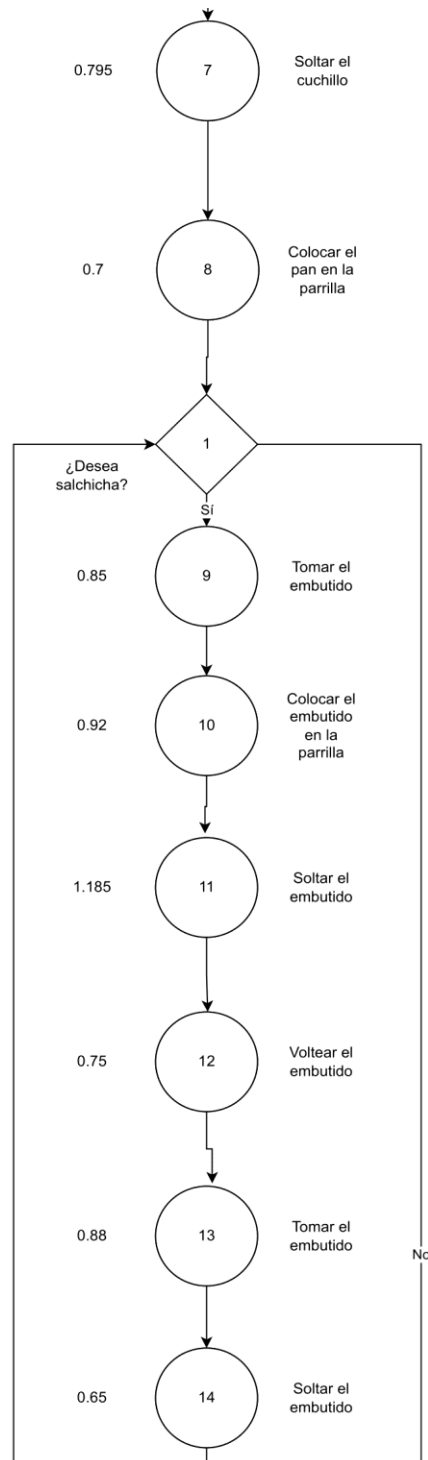 0.795
7
Soltar el
cuchillo
0.7
8
Colocar el
pan en la
parrilla
1
¿Desea
salchicha?
Sí
0.85
9
Tomar el
embutido
0.92
10
Colocar el
embutido
en la
parrilla
1.185
11
Soltar el
embutido
0.75
12
Voltear el
embutido
0.88
13
Tomar el
embutido
No
0.65
14
Soltar el
embutido